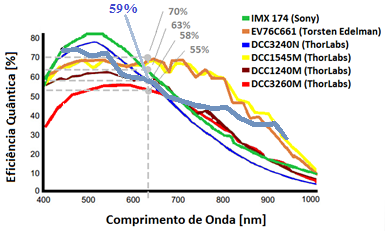 59%
70%
63%
58%
55%
IMX 174 (Sony)
EV76C661 (Torsten Edelman)
DCC3240N (ThorLabs)
DCC1545M (ThorLabs)
DCC1240M (ThorLabs)
DCC3260M (ThorLabs)
Eficiência Quântica [%]
80
70
60
50
40
30
20
10
0
400 500 600 700 800 900 1000
Comprimento de Onda [nm]